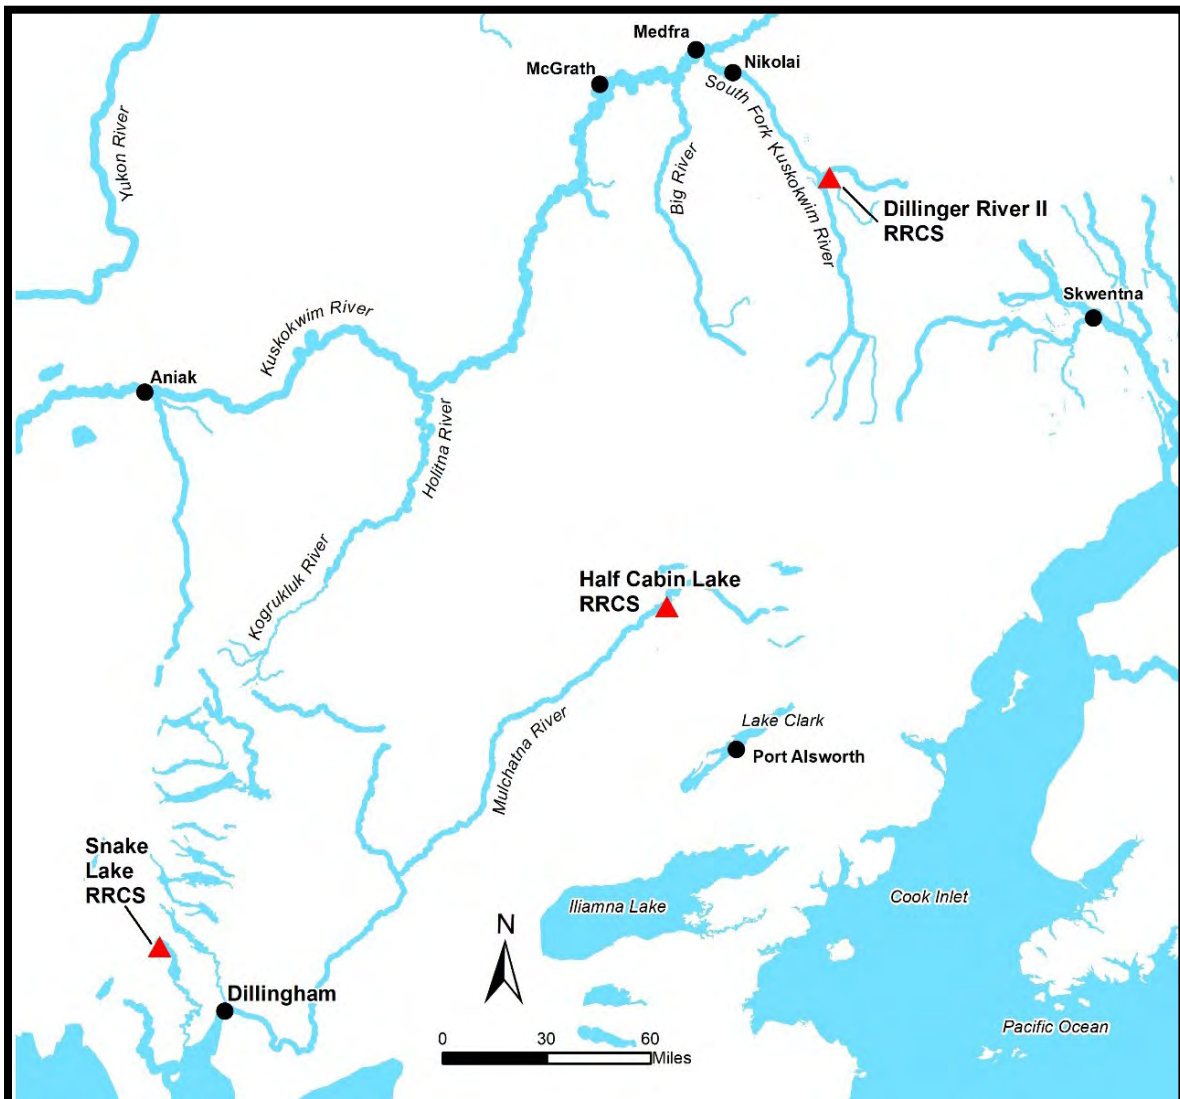 Medfra
McGrath
Nikolai
South Fork Kuskokwim River
Yukon River
Big River
Dillinger River II
RRCS
Skwentna
Kuskokwim River
Aniak
Holitna River
Kogrukluk River
Half Cabin Lake
RRCS
Mulchatna River
Lake Clark
Port Alsworth
Snake
Lake
RRCS
Iliamna Lake
Cook Inlet
N
Dillingham
Pacific Ocean
0 30 60
Miles